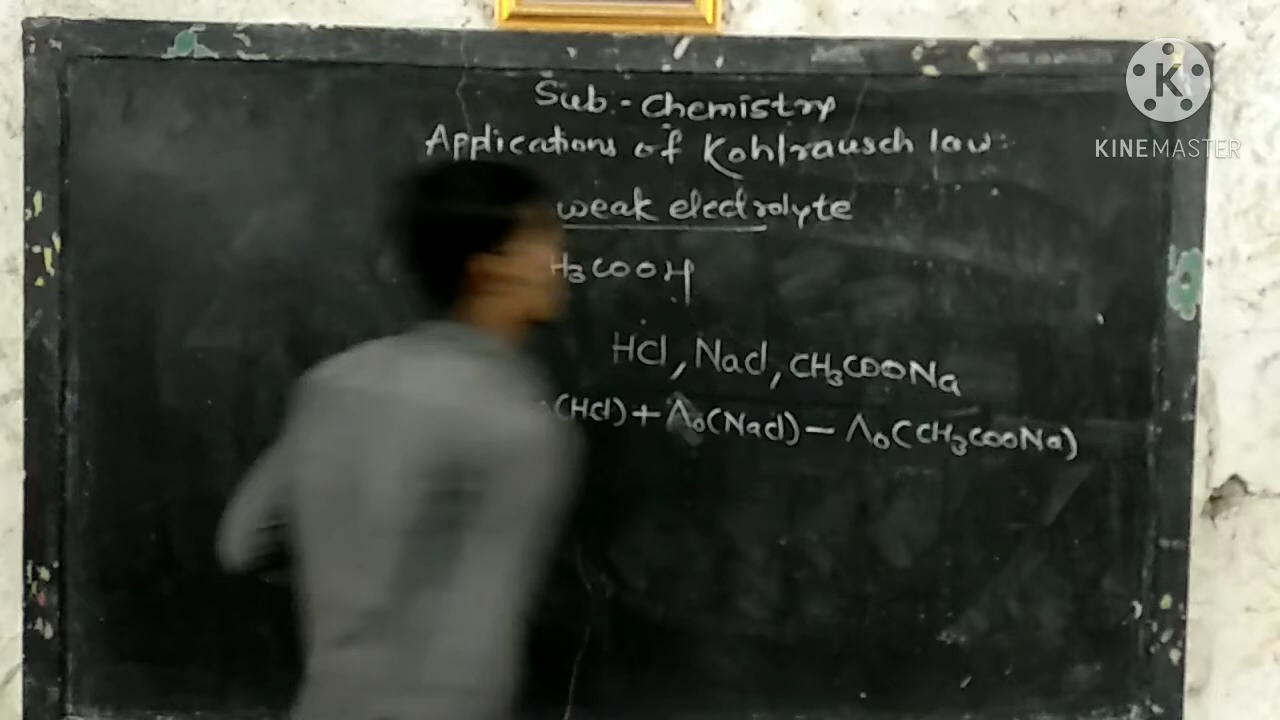 Sub:- Chemistry
Applications of Kohlrausch law:
weak electrolyte
H₃COOH
HCl, NaCl, CH₃COONa
(HCl) + Λ₀(NaCl) - Λ₀(CH₃COONa)
K
KINEMASTER